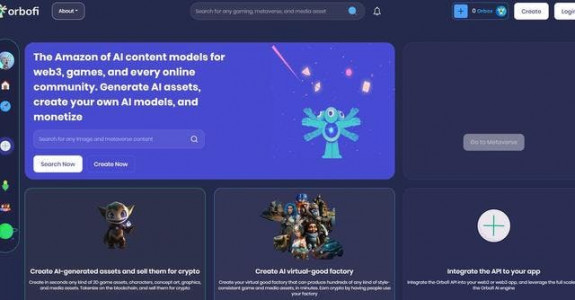 orbofi
About
Search for any gaming, metaverse, and media asset
0
Create
Login
The Amazon of AI content models for
web3, games, and every online
community. Generate AI assets,
create your own AI models, and
monetize
Search for any Image and metaverse content
Search Now
Create Now
Go to Metaverse
Create AI-generated assets and sell them for crypto
Create in seconds any kind of 2D game assets, characters, concept art, graphics,
and media assets. Tokenize on the blockchain, and sell them for crypto.
Create AI virtual-good factory
Create your virtual good factory that can produce hundreds of any kind of style-
consistent game and media assets, in minutes. Earn crypto by having people use
your factory
Integrate the API to your app
Integrate the Orbofi API into your web2 or web3 app, and leverage the full scale
the Orbofi AI engine